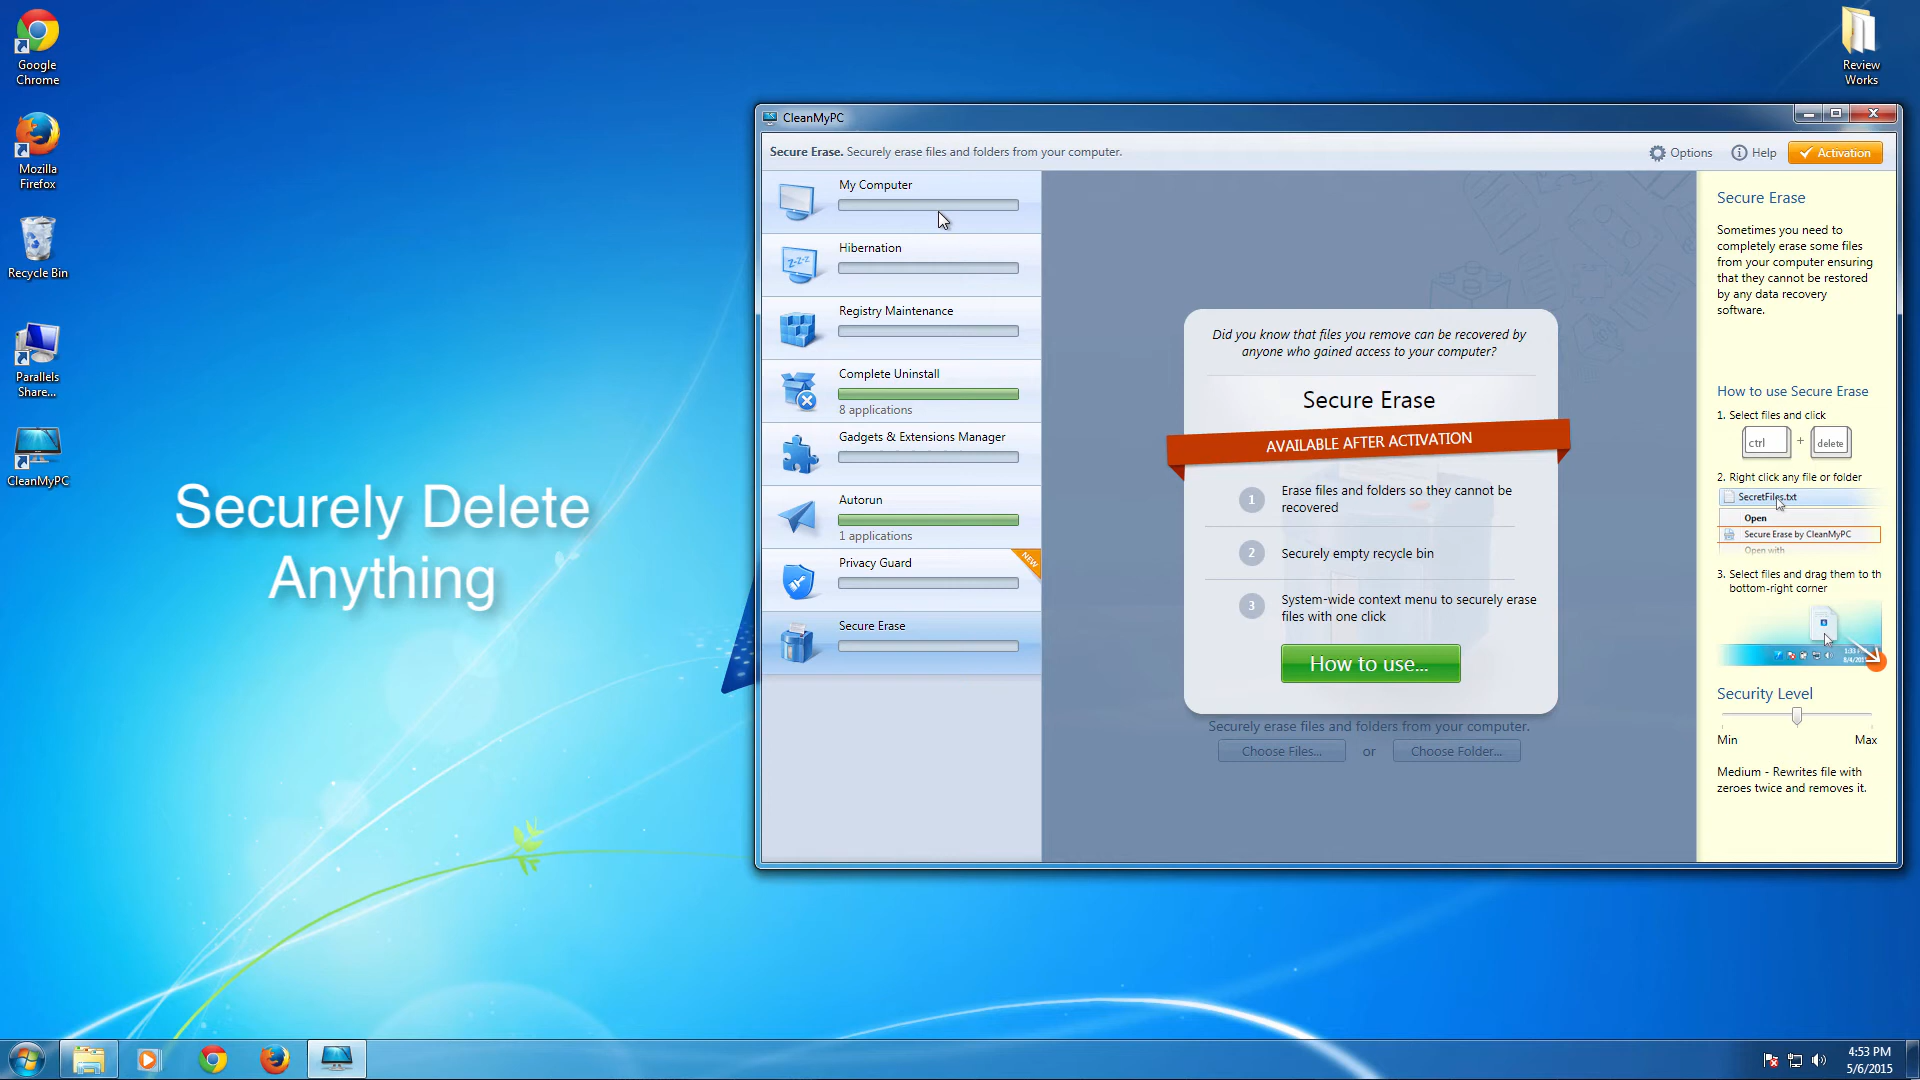 Google
Chrome
Mozilla
Firefox
Recycle Bin
Parallels
Share...
CleanMyPC
Review
Works
Securely Delete
Anything
CleanMyPC
Secure Erase. Securely erase files and folders from your computer.
Options
Help
Activation
My Computer
Hibernation
Z-Z-Z
Registry Maintenance
Complete Uninstall
8 applications
Gadgets & Extensions Manager
Autorun
1 applications
Privacy Guard
NEW
Secure Erase
Did you know that files you remove can be recovered by
anyone who gained access to your computer?
Secure Erase
AVAILABLE AFTER ACTIVATION
1
Erase files and folders so they cannot be
recovered
2
Securely empty recycle bin
3
System-wide context menu to securely erase
files with one click
How to use...
Securely erase files and folders from your computer.
Choose Files... or Choose Folder...
Secure Erase
Sometimes you need to
completely erase some files
from your computer ensuring
that they cannot be restored
by any data recovery
software.
How to use Secure Erase
1. Select files and click
ctrl + delete
2. Right click any file or folder
SecretFiles.txt
Open
Secure Erase by CleanMyPC
Open with
3. Select files and drag them to th
bottom-right corner
Security Level
Min Max
Medium - Rewrites file with
zeroes twice and removes it.
4:53 PM
5/6/2015